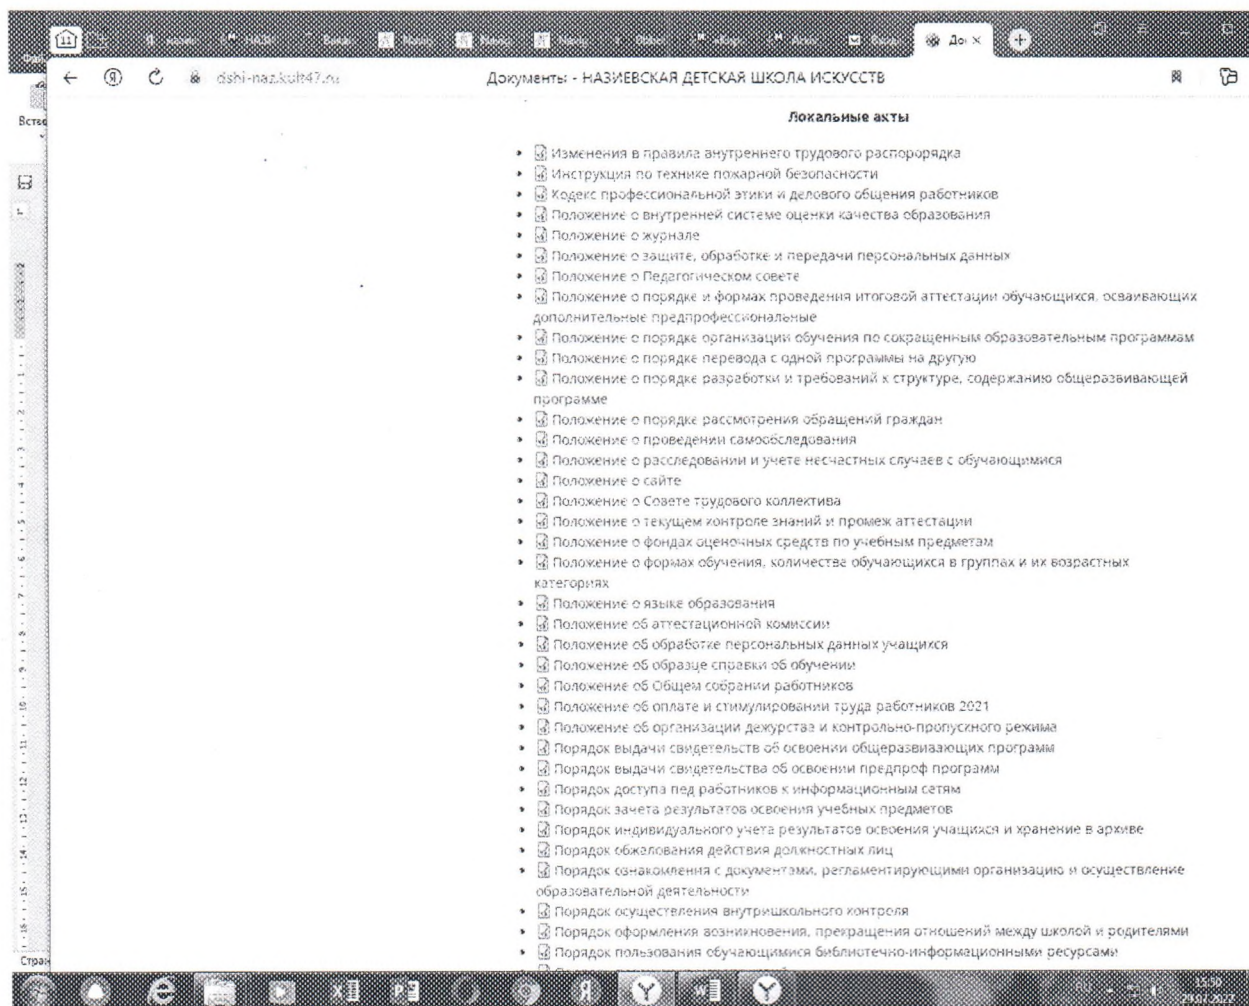 11
dshi-naz.kult47.ru
Документы - НАЗИЕВСКАЯ ДЕТСКАЯ ШКОЛА ИСКУССТВ
Локальные акты
Изменения в правила внутреннего трудового распорорядка
Инструкция по технике пожарной безопасности
Кодекс профессиональной этики и делового общения работников
Положение о внутренней системе оценки качества образования
Положение о журнале
Положение о защите, обработке и передачи персональных данных
Положение о Педагогическом совете
Положение о порядке и формах проведения итоговой аттестации обучающихся, осваивающих
дополнительные предпрофессиональные
Положение о порядке организации обучения по сокращенным образовательным программам
Положение о порядке перевода с одной программы на другую
Положение о порядке разработки и требований к структуре, содержанию общеразвивающей
программе
Положение о порядке рассмотрения обращений граждан
Положение о проведении самообследования
Положение о расследовании и учете несчастных случаев с обучающимися
Положение о сайте
Положение о Совете трудового коллектива
Положение о текущем контроле знаний и промеж аттестации
Положение о фондах оценочных средств по учебным предметам
Положение о формах обучения, количества обучающихся в группах и их возрастных
категориях
Положение о языке образования
Положение об аттестационной комиссии
Положение об обработке персональных данных учащихся
Положение об образце справки об обучении
Положение об Общем собрании работников
Положение об оплате и стимулировании труда работников 2021
Положение об организации дежурства и контрольно-пропускного режима
Порядок выдачи свидетельств об освоении общеразвивающих программ
Порядок выдачи свидетельства об освоении предпроф программ
Порядок доступа пед работников к информационным сетям
Порядок зачета результатов освоения учебных предметов
Порядок индивидуального учета результатов освоения учащихся и хранение в архиве
Порядок обжалования действия должностных лиц
Порядок ознакомления с документами, регламентирующими организацию и осуществление
образовательной деятельности
Порядок осуществления внутришкольного контроля
Порядок оформления возникновения, прекращения отношений между школой и родителями
Порядок пользования обучающимися библиотечно-информационными ресурсами
RU
15:50
29.07.2022